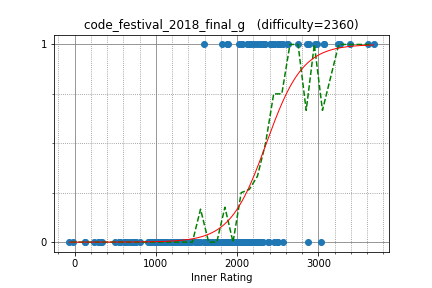 code_festival_2018_final_g (difficulty=2360)
1
0
0 1000 2000 3000
Inner Rating